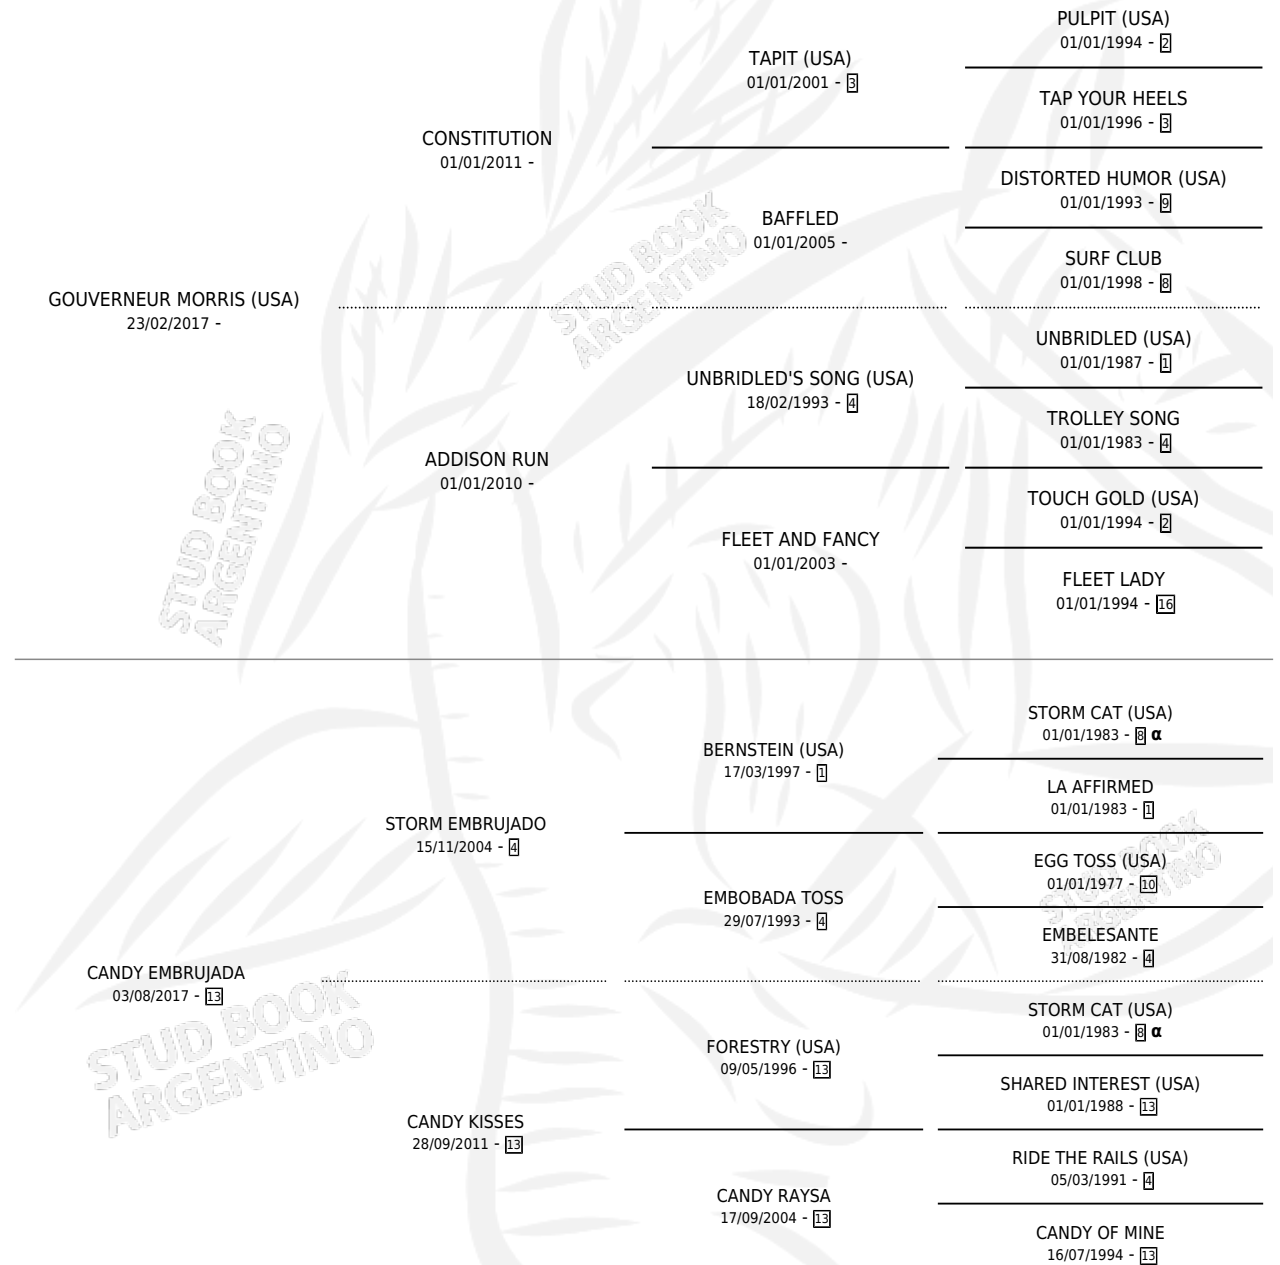 PULPIT (USA)
01/01/1994 - 2
TAPIT (USA)
01/01/2001 - 3
TAP YOUR HEELS
01/01/1996 - 3
CONSTITUTION
01/01/2011 -
DISTORTED HUMOR (USA)
01/01/1993 - 9
BAFFLED
01/01/2005 -
SURF CLUB
01/01/1998 - 8
GOUVERNEUR MORRIS (USA)
23/02/2017 -
STUD BOOK
ARGENTINO
UNBRIDLED (USA)
01/01/1987 - 1
UNBRIDLED'S SONG (USA)
18/02/1993 - 4
TROLLEY SONG
01/01/1983 - 4
ADDISON RUN
01/01/2010 -
TOUCH GOLD (USA)
01/01/1994 - 2
FLEET AND FANCY
01/01/2003 -
FLEET LADY
01/01/1994 - 16
STUD BOOK
ARGENTINO
STORM CAT (USA)
01/01/1983 - 8 α
BERNSTEIN (USA)
17/03/1997 - 1
LA AFFIRMED
01/01/1983 - 1
STORM EMBRUJADO
15/11/2004 - 4
EGG TOSS (USA)
01/01/1977 - 10
STUD BOOK
ARGENTINO
EMBOBADA TOSS
29/07/1993 - 4
EMBELESANTE
31/08/1982 - 4
CANDY EMBRUJADA
03/08/2017 - 13
STUD BOOK
ARGENTINO
STORM CAT (USA)
01/01/1983 - 8 α
FORESTRY (USA)
09/05/1996 - 13
SHARED INTEREST (USA)
01/01/1988 - 13
CANDY KISSES
28/09/2011 - 13
RIDE THE RAILS (USA)
05/03/1991 - 4
CANDY RAYSA
17/09/2004 - 13
CANDY OF MINE
16/07/1994 - 13